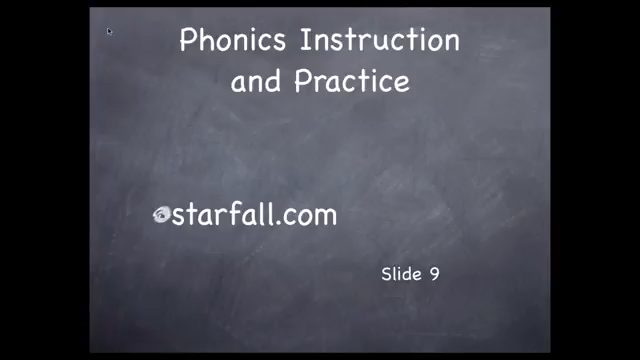 Phonics Instruction
and Practice
starfall.com
Slide 9